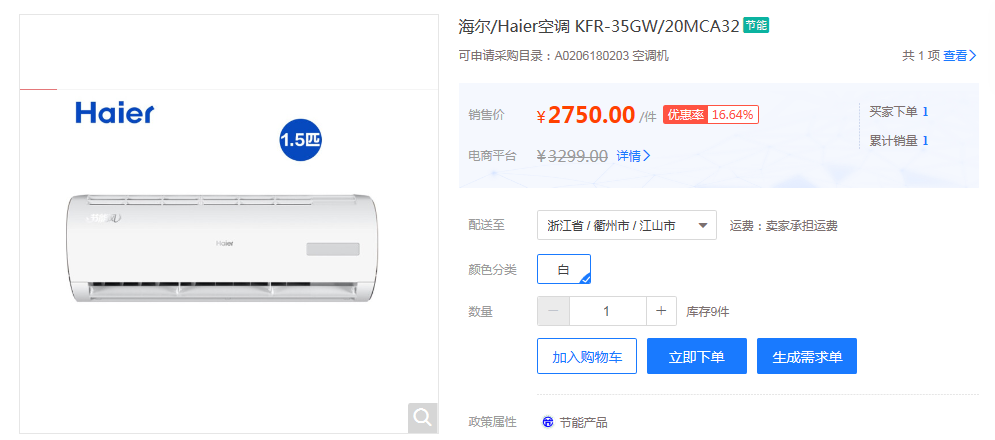 海尔/Haier空调 KFR-35GW/20MCA32 节能
可申请采购目录：A0206180203 空调机 共 1 项 查看
Haier
1.5匹
Haier
销售价 ¥2750.00 /件 优惠率 16.64% 买家下单 1
累计销量 1
电商平台 ¥3299.00 详情
配送至 浙江省 / 衢州市 / 江山市 运费：卖家承担运费
颜色分类 白
数量 － 1 + 库存9件
加入购物车 立即下单 生成需求单
政策属性 节能产品